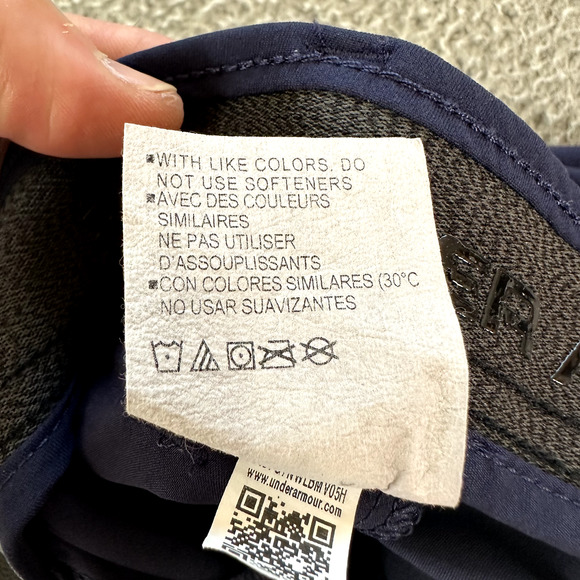 WITH LIKE COLORS. DO
NOT USE SOFTENERS
AVEC DES COULEURS
SIMILAIRES
NE PAS UTILISER
D'ASSOUPLISSANTS
CON COLORES SIMILARES (30°C
NO USAR SUAVIZANTES
www.underarmour.com